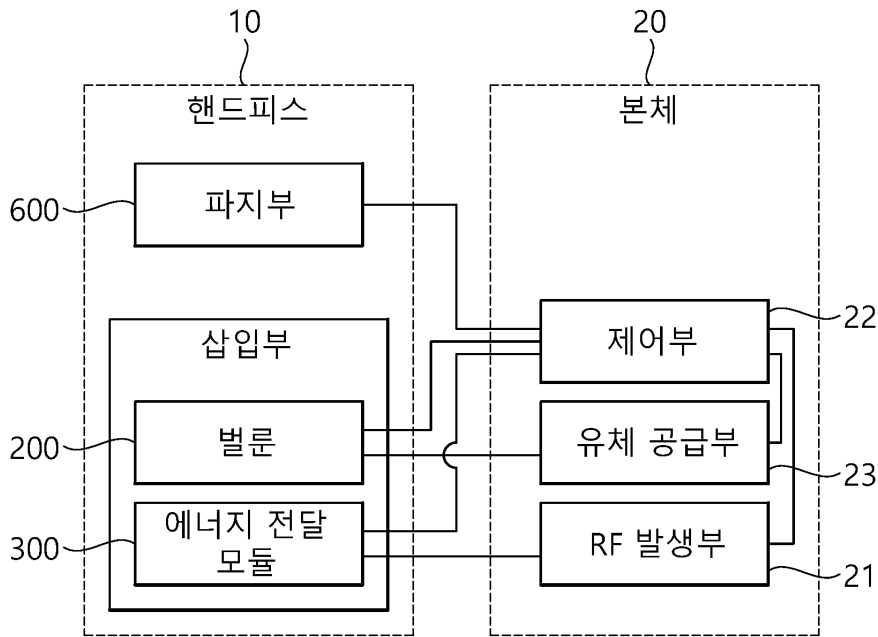 10
20
핸드피스
본체
600
파지부
제어부
22
삽입부
200
벌룬
유체 공급부
23
300
에너지 전달
모듈
RF 발생부
21